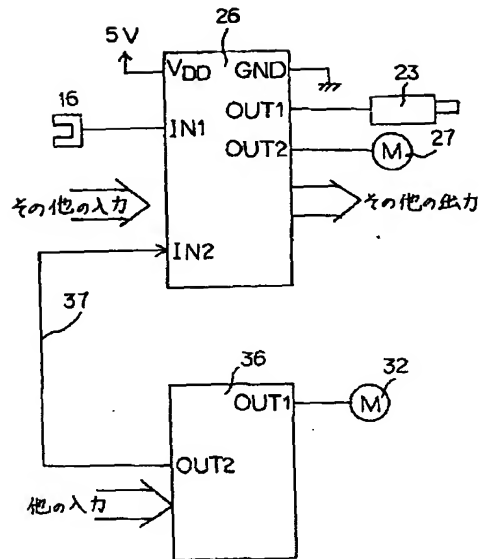 26
5V
VDD GND
16
IN1
OUT1
23
OUT2
M
27
その他の入力
その他の出力
IN2
37
36
OUT1
M
32
OUT2
他の入力